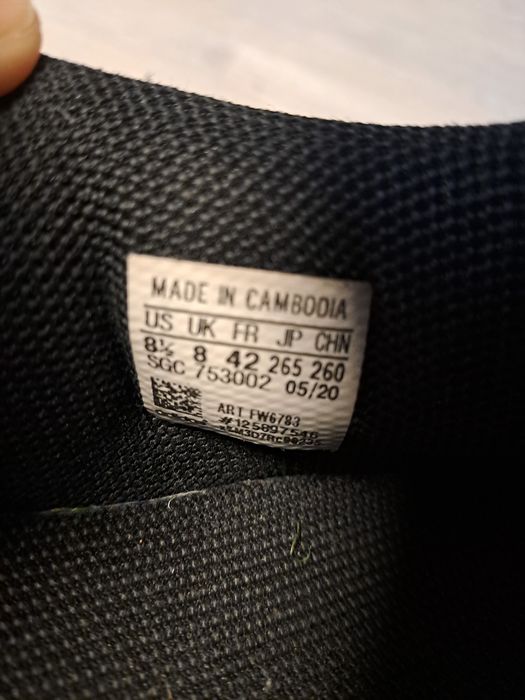 MADE IN CAMBODIA
US UK FR JP CHN
8½ 8 42 265 260
SGC 753002 05/20
ART FW6783